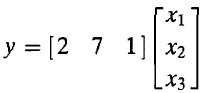 y = [2 7 1] [x₁
x₂
x₃]